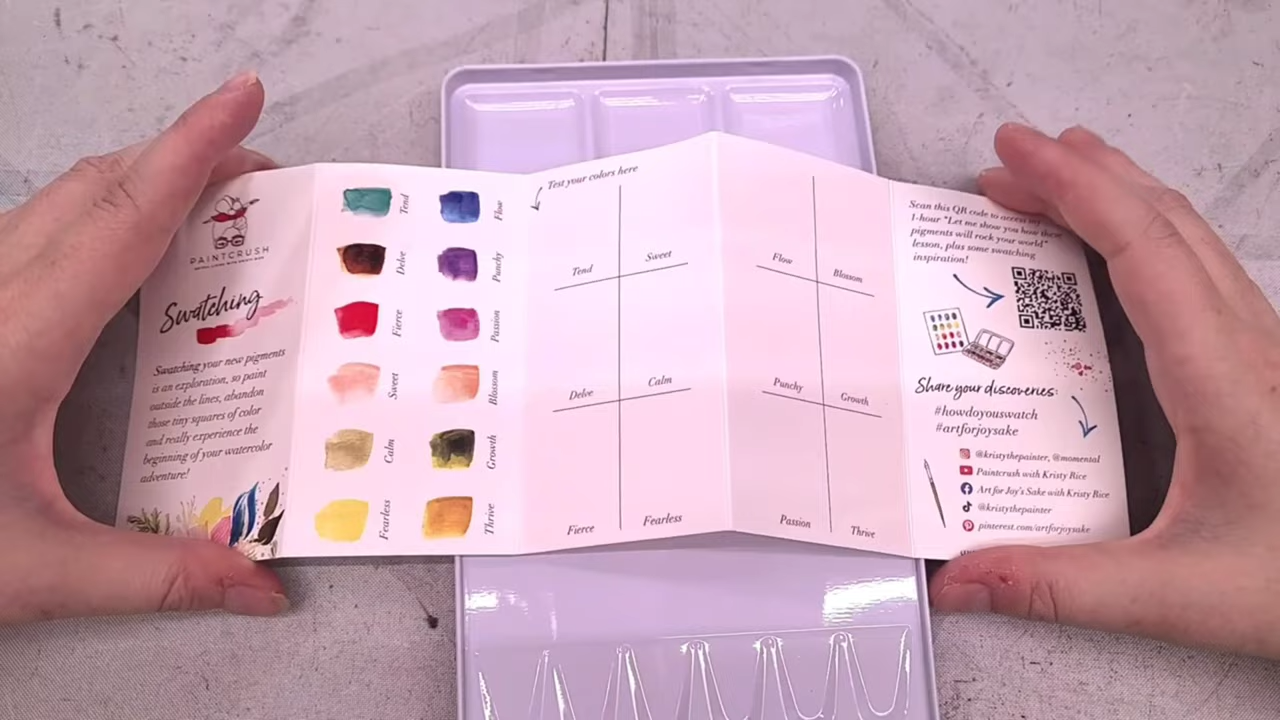 PAINTCRUSH
Swatching
Swatching your new pigments
is an exploration, so paint
outside the lines, abandon
those tiny squares of color
and really experience the
beginning of your watercolor
adventure!
Tend
Flow
Delve
Punchy
Fierce
Passion
Sweet
Blossom
Calm
Growth
Fearless
Thrive
Test your colors here
Tend
Sweet
Delve
Calm
Fierce
Fearless
Flow
Blossom
Punchy
Growth
Passion
Thrive
Scan this QR code to access my
1-hour "Let me show you how these
pigments will rock your world"
lesson, plus some swatching
inspiration!
Share your discoveries:
#howdoyouswatch
#artforjoysake
@kristythepainter, @momental
Paintcrush with Kristy Rice
Art for Joy's Sake with Kristy Rice
@kristythepainter
pinterest.com/artforjoysake